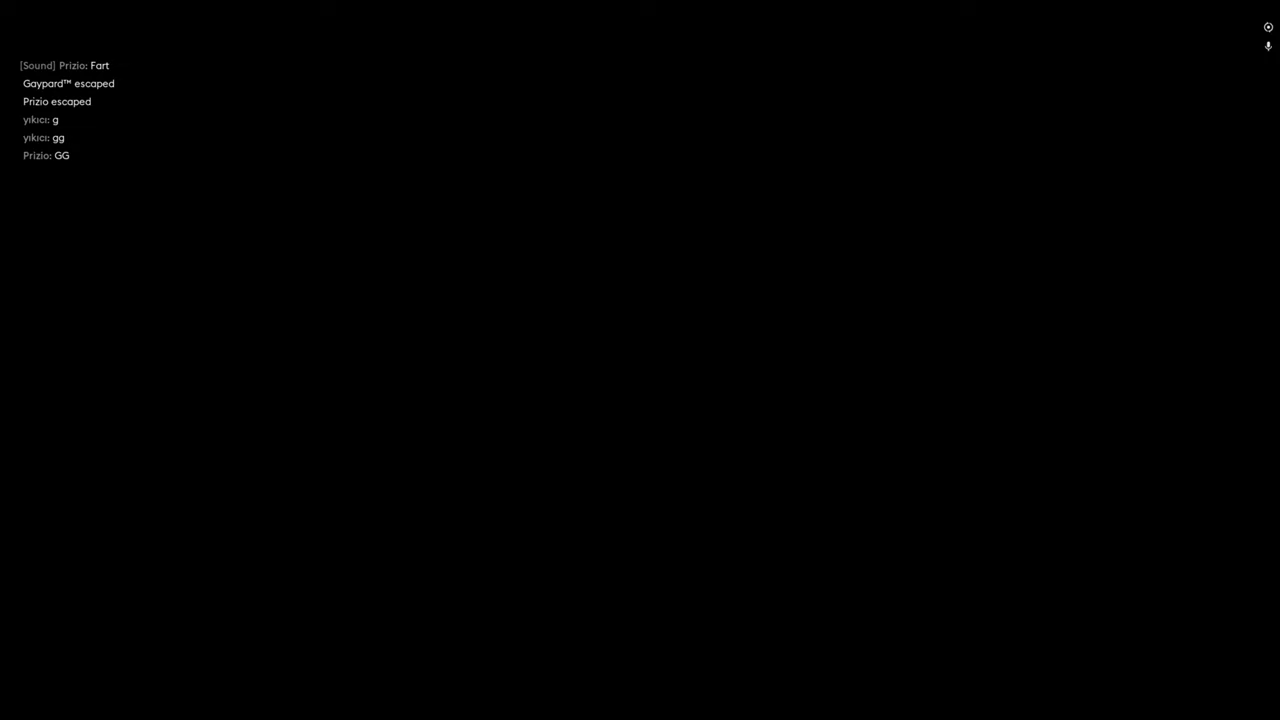 [Sound] Prizio: Fart
Gaypard™ escaped
Prizio escaped
yıkıcı: g
yıkıcı: gg
Prizio: GG